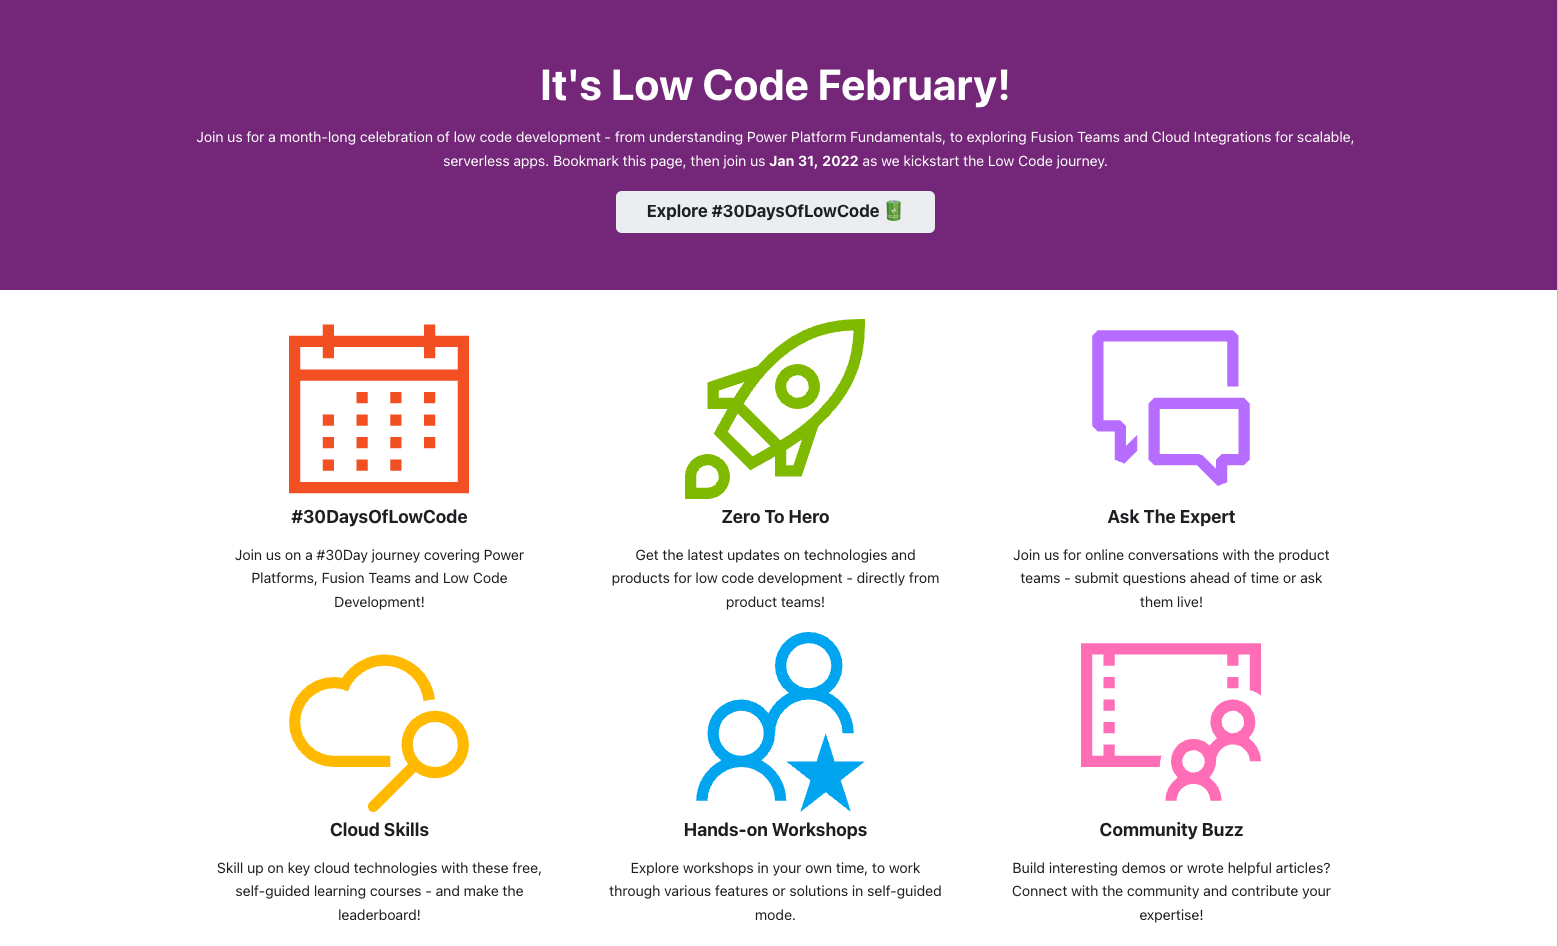 It's Low Code February!
Join us for a month-long celebration of low code development - from understanding Power Platform Fundamentals, to exploring Fusion Teams and Cloud Integrations for scalable,
serverless apps. Bookmark this page, then join us Jan 31, 2022 as we kickstart the Low Code journey.
Explore #30DaysOfLowCode
#30DaysOfLowCode
Join us on a #30Day journey covering Power
Platforms, Fusion Teams and Low Code
Development!
Zero To Hero
Get the latest updates on technologies and
products for low code development - directly from
product teams!
Ask The Expert
Join us for online conversations with the product
teams - submit questions ahead of time or ask
them live!
Cloud Skills
Skill up on key cloud technologies with these free,
self-guided learning courses - and make the
leaderboard!
Hands-on Workshops
Explore workshops in your own time, to work
through various features or solutions in self-guided
mode.
Community Buzz
Build interesting demos or wrote helpful articles?
Connect with the community and contribute your
expertise!